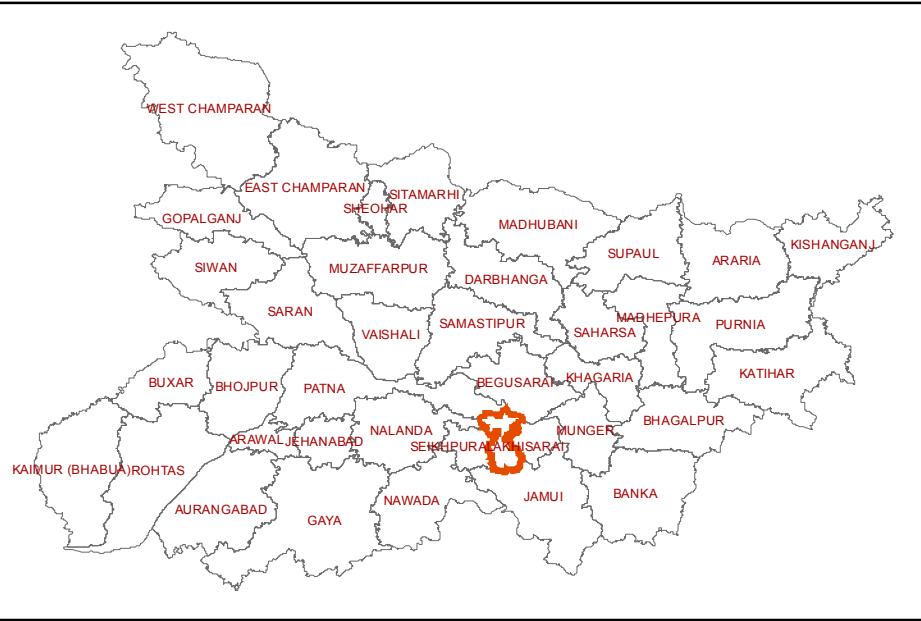 WEST CHAMPARAN
EAST CHAMPARAN
SITAMARHI
SHEOHAR
GOPALGANJ
MADHUBANI
KISHANGANJ
SUPAUL
ARARIA
SIWAN
MUZAFFARPUR
DARBHANGA
SARAN
MADHEPURA
SAMASTIPUR
PURNIA
VAISHALI
SAHARSA
KATIHAR
KHAGARIA
BEGUSARAI
BUXAR
BHOJPUR
PATNA
BHAGALPUR
NALANDA
MUNGER
ARAWAL
JEHANABAD
LAKHISARAI
KAIMUR (BHABUA)
ROHTAS
BANKA
JAMUI
NAWADA
AURANGABAD
GAYA